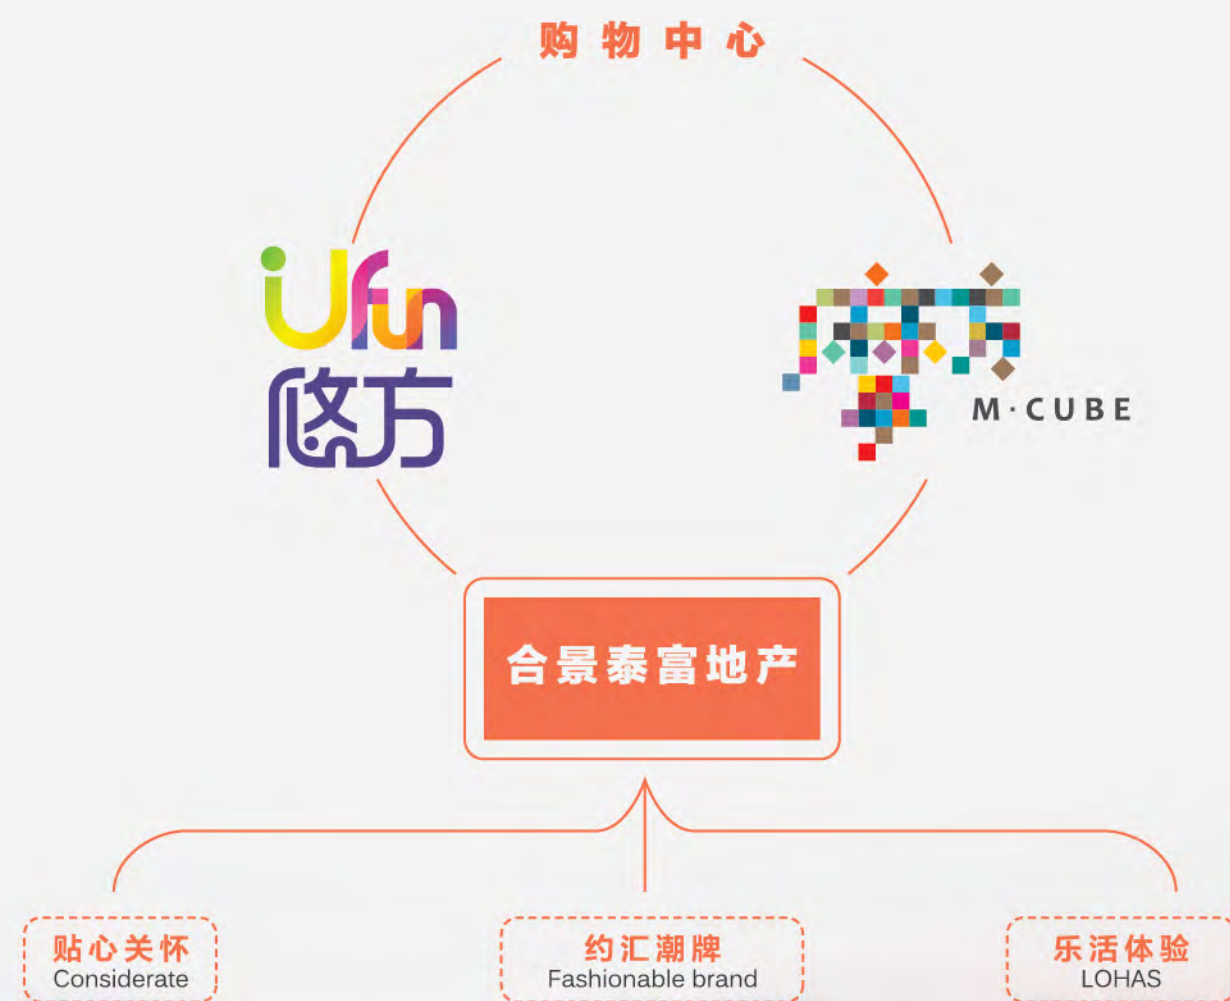 购物中心
iUfun
悠方
M·CUBE
合景泰富地产
贴心关怀
Considerate
约汇潮牌
Fashionable brand
乐活体验
LOHAS